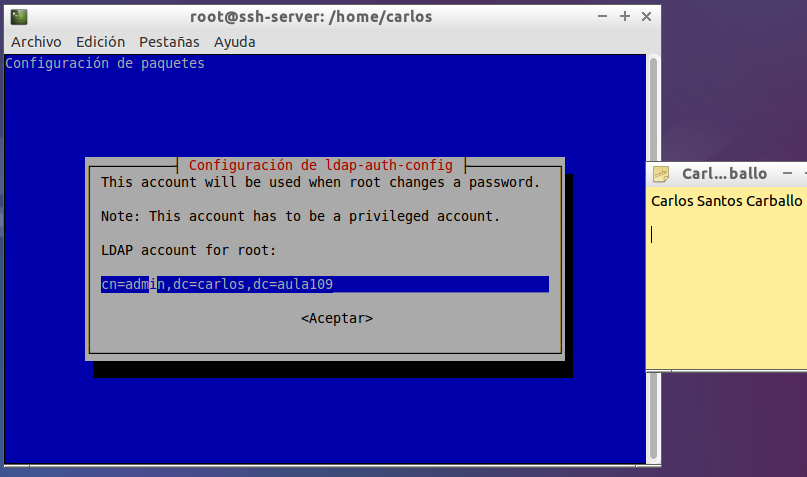 root@ssh-server: /home/carlos
Archivo Edición Pestañas Ayuda
Configuración de paquetes
Configuración de ldap-auth-config
This account will be used when root changes a password.
Note: This account has to be a privileged account.
LDAP account for root:
cn=admin,dc=carlos,dc=aula109
<Aceptar>
Carl...ballo
Carlos Santos Carballo